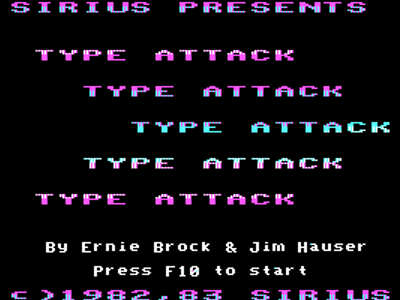 SIRIUS PRESENTS
TYPE ATTACK
TYPE ATTACK
TYPE ATTACK
TYPE ATTACK
TYPE ATTACK
By Ernie Brock & Jim Hauser
Press F10 to start
c)1982,83 SIRIUS